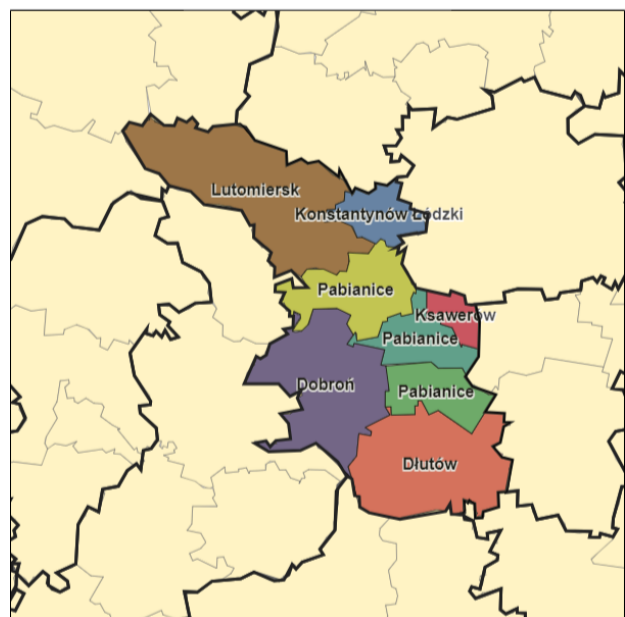 Lutomiersk
Konstantynów Łódzki
Pabianice
Ksawerów
Pabianice
Dobroń
Pabianice
Dłutów